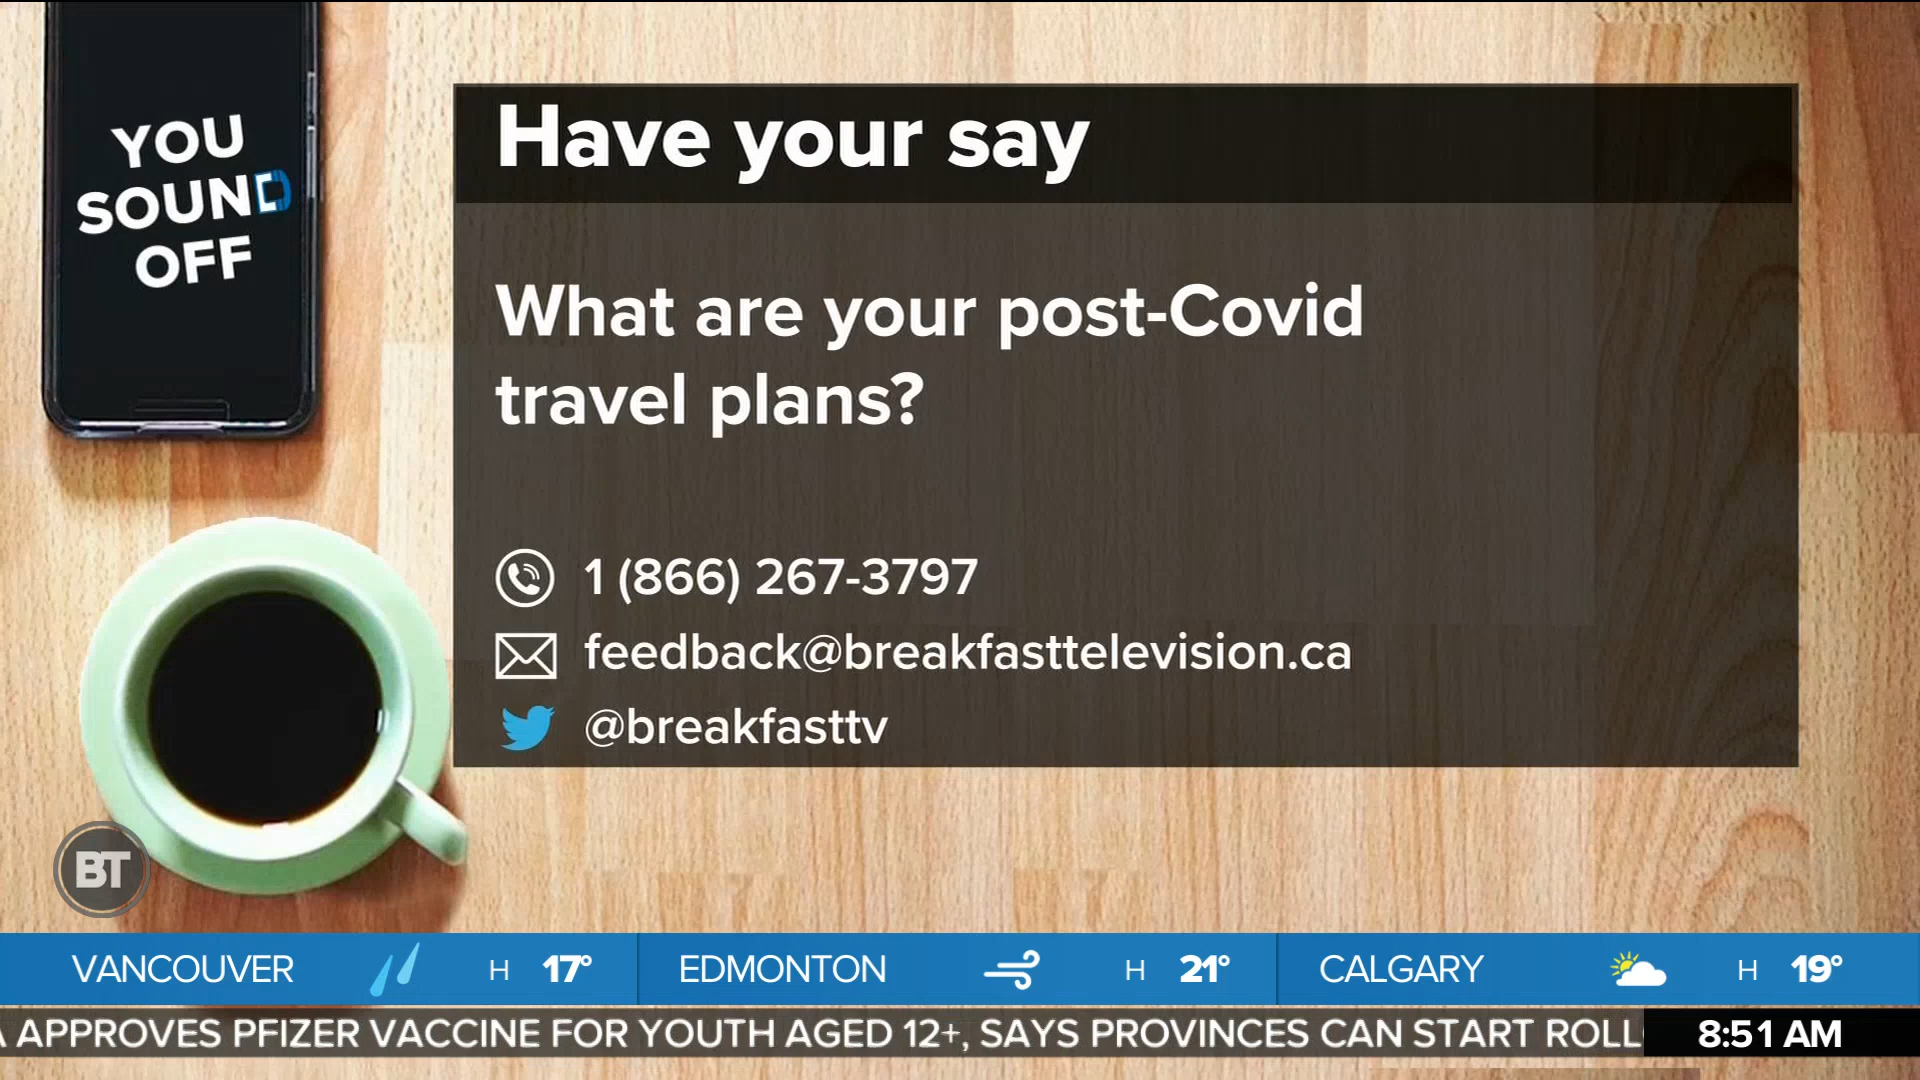 YOU
SOUND
OFF
Have your say
What are your post-Covid
travel plans?
1 (866) 267-3797
feedback@breakfasttelevision.ca
@breakfasttv
BT
VANCOUVER H 17° EDMONTON H 21° CALGARY H 19°
APPROVES PFIZER VACCINE FOR YOUTH AGED 12+, SAYS PROVINCES CAN START 8:51 AM